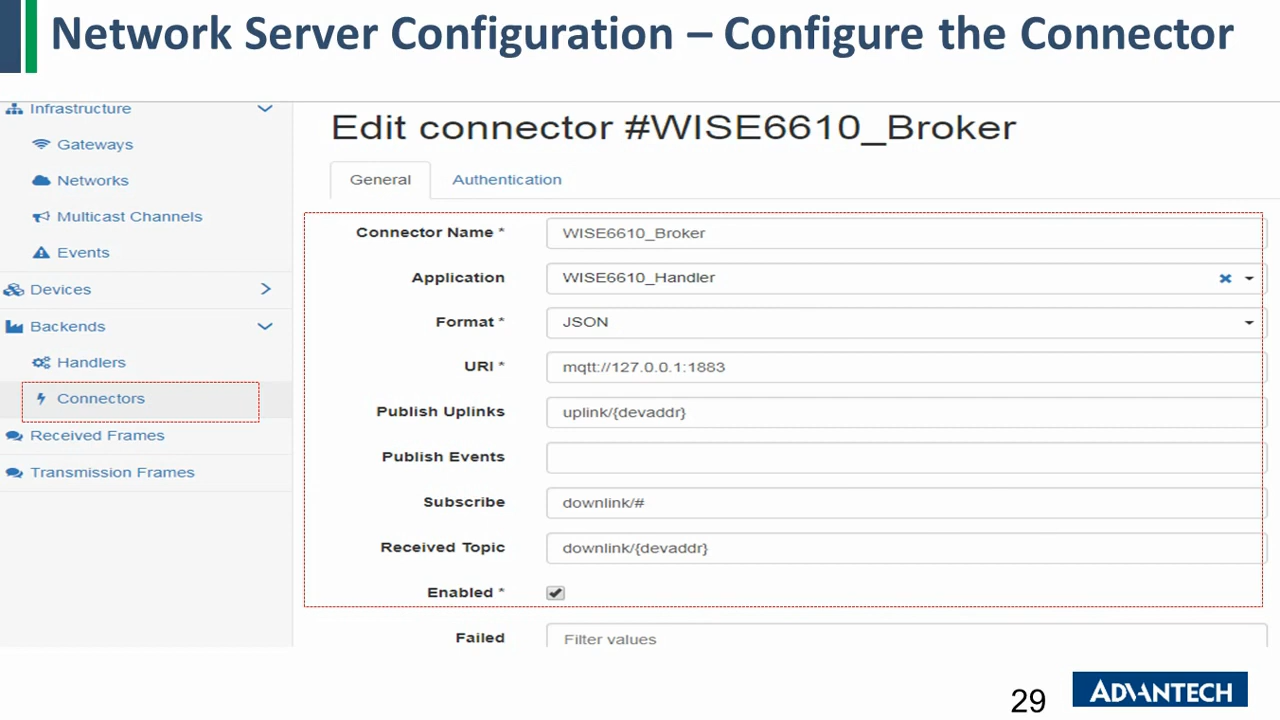 Network Server Configuration – Configure the Connector
Infrastructure
Gateways
Networks
Multicast Channels
Events
Devices
Backends
Handlers
Connectors
Received Frames
Transmission Frames
Edit connector #WISE6610_Broker
General Authentication
Connector Name * WISE6610_Broker
Application WISE6610_Handler
Format * JSON
URI * mqtt://127.0.0.1:1883
Publish Uplinks uplink/{devaddr}
Publish Events
Subscribe downlink/#
Received Topic downlink/{devaddr}
Enabled *
Failed Filter values
29
ADVANTECH